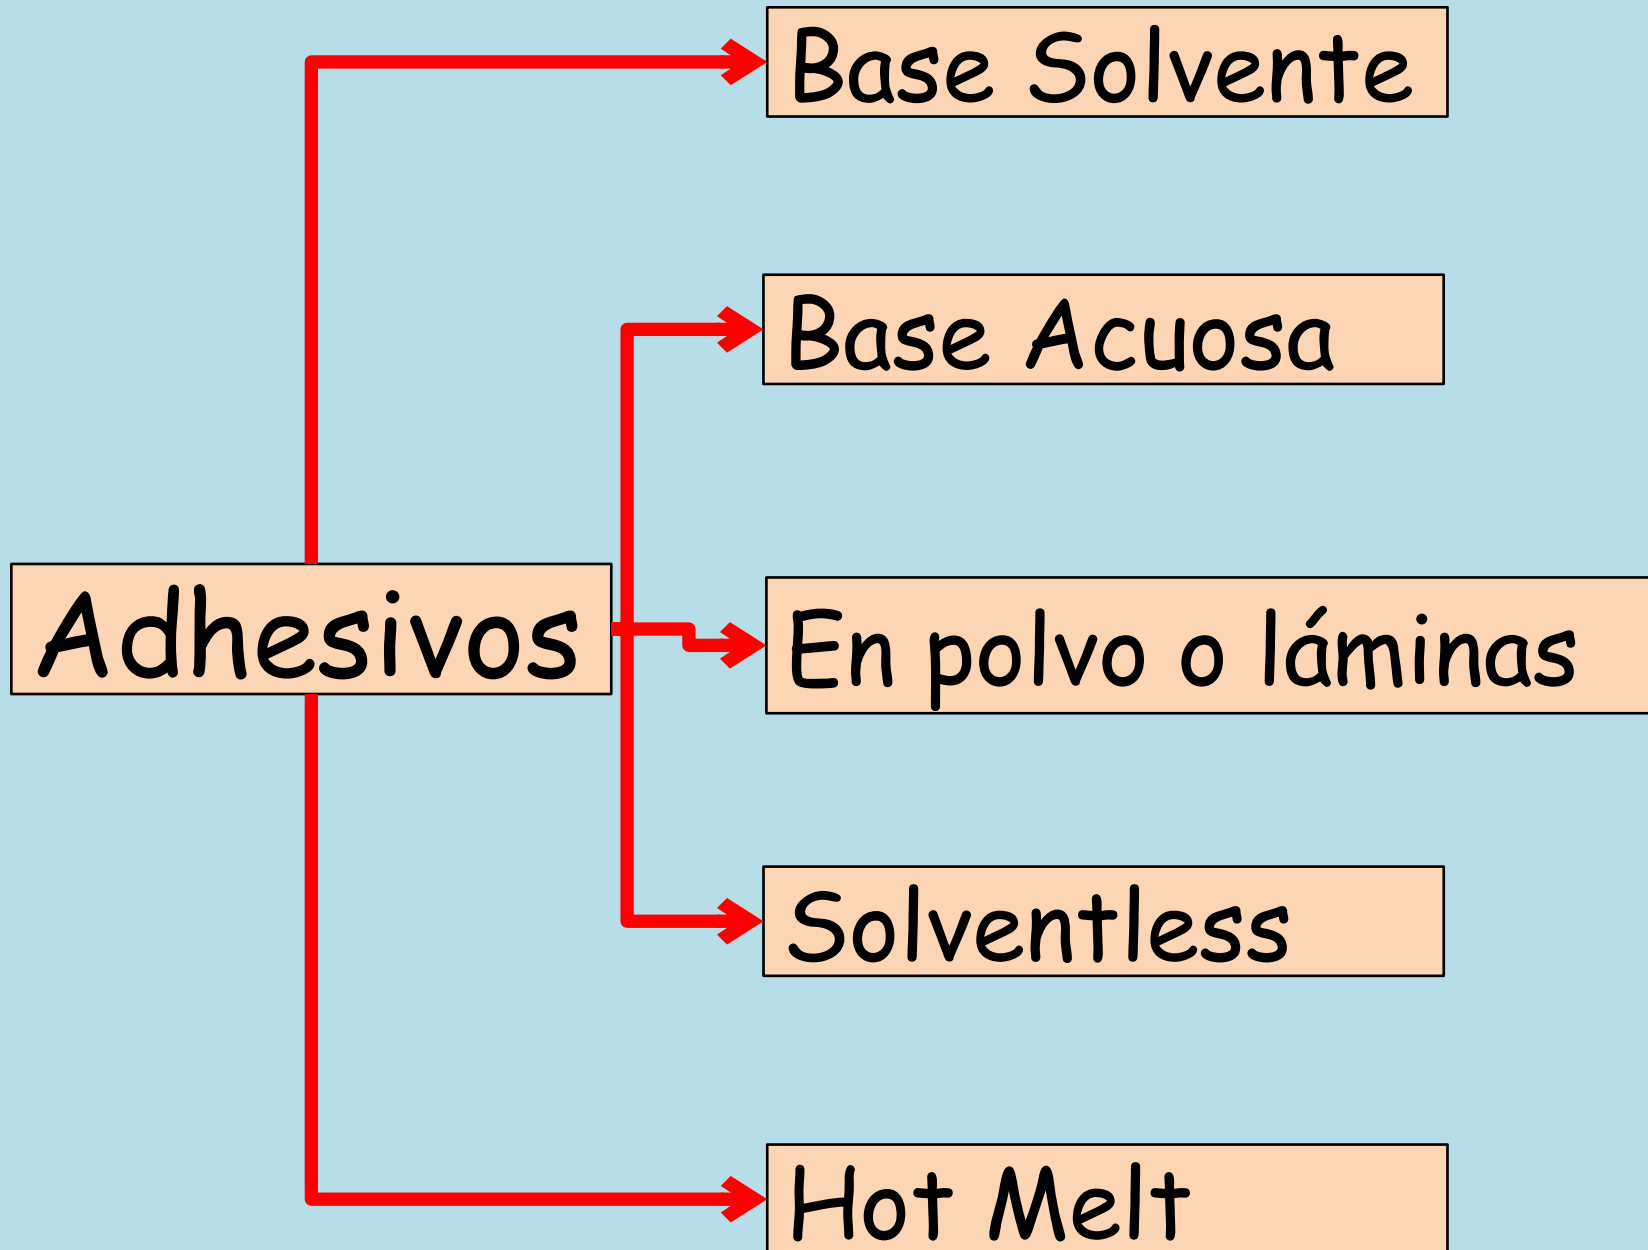 Base Solvente
Base Acuosa
Adhesivos
En polvo o láminas
Solventless
Hot Melt